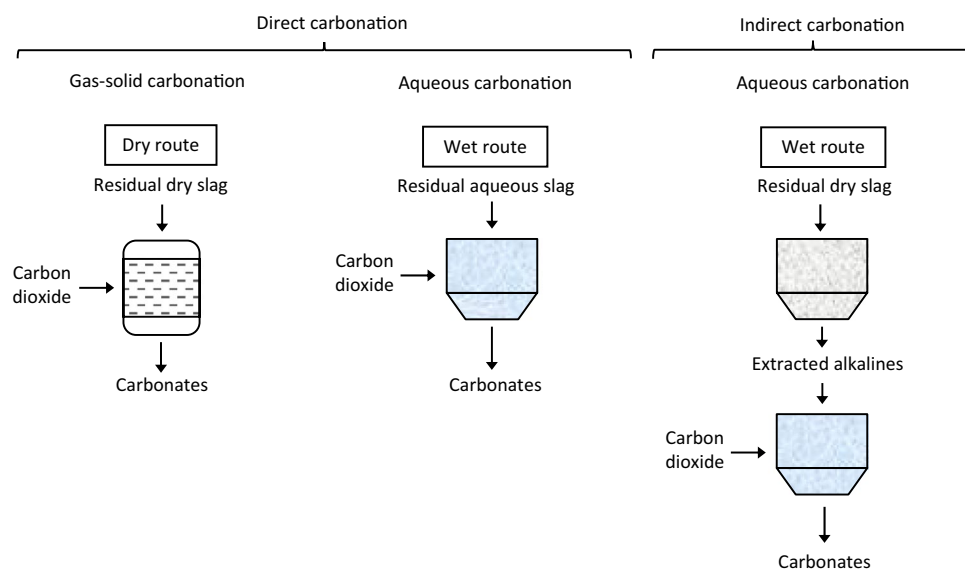 Direct carbonation
Indirect carbonation
Gas-solid carbonation
Aqueous carbonation
Aqueous carbonation
Dry route
Wet route
Wet route
Residual dry slag
Residual aqueous slag
Residual dry slag
Carbon
dioxide
Carbon
dioxide
Extracted alkalines
Carbonates
Carbonates
Carbon
dioxide
Carbonates